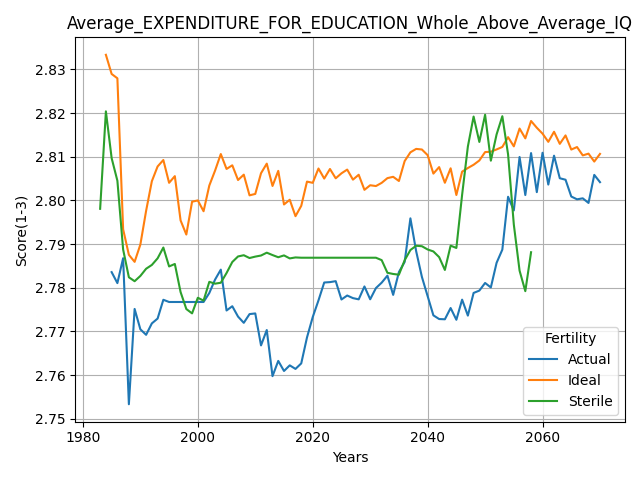 Average_EXPENDITURE_FOR_EDUCATION_Whole_Above_Average_IQ
2.83
2.82
2.81
2.80
2.79
2.78
2.77
2.76
2.75
Score(1-3)
1980
2000
2020
2040
2060
Years
Fertility
Actual
Ideal
Sterile